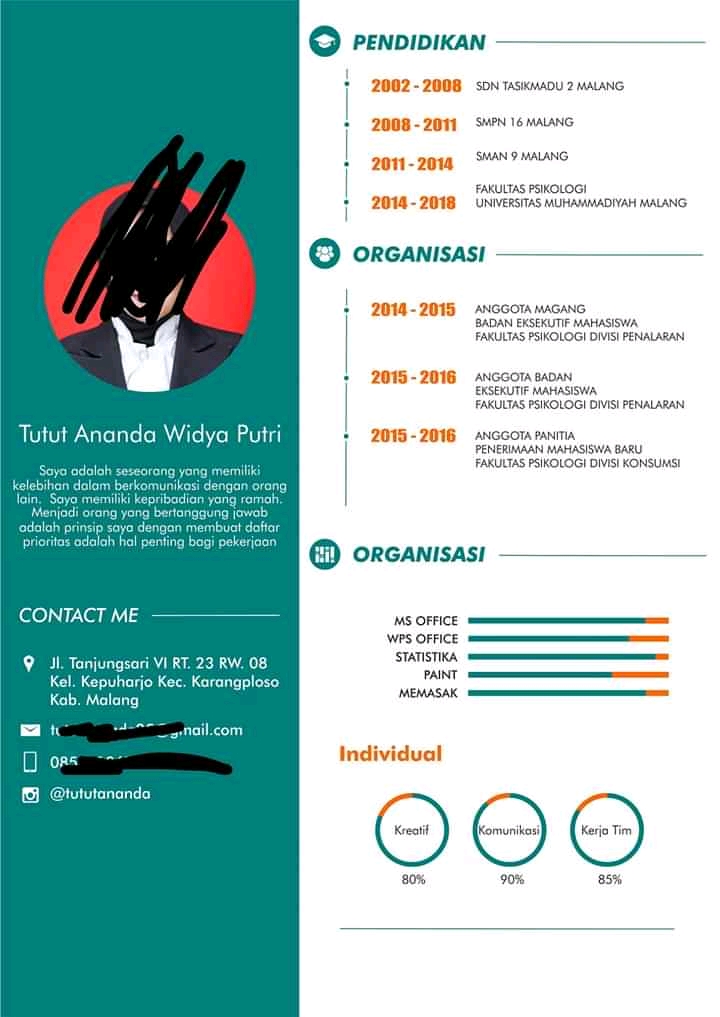 Tutut Ananda Widya Putri
Saya adalah seseorang yang memiliki
kelebihan dalam berkomunikasi dengan orang
lain.  Saya memiliki kepribadian yang ramah.
Menjadi orang yang bertanggung jawab
adalah prinsip saya dengan membuat daftar
prioritas adalah hal penting bagi pekerjaan
CONTACT ME
Jl. Tanjungsari VI RT. 23 RW. 08
Kel. Kepuharjo Kec. Karangploso
Kab. Malang
@gmail.com
@tututananda
PENDIDIKAN
2002 - 2008 SDN TASIKMADU 2 MALANG
2008 - 2011 SMPN 16 MALANG
2011 - 2014 SMAN 9 MALANG
2014 - 2018 FAKULTAS PSIKOLOGI
UNIVERSITAS MUHAMMADIYAH MALANG
ORGANISASI
2014 - 2015 ANGGOTA MAGANG
BADAN EKSEKUTIF MAHASISWA
FAKULTAS PSIKOLOGI DIVISI PENALARAN
2015 - 2016 ANGGOTA BADAN
EKSEKUTIF MAHASISWA
FAKULTAS PSIKOLOGI DIVISI PENALARAN
2015 - 2016 ANGGOTA PANITIA
PENERIMAAN MAHASISWA BARU
FAKULTAS PSIKOLOGI DIVISI KONSUMSI
ORGANISASI
MS OFFICE
WPS OFFICE
STATISTIKA
PAINT
MEMASAK
Individual
Kreatif Komunikasi Kerja Tim
80% 90% 85%